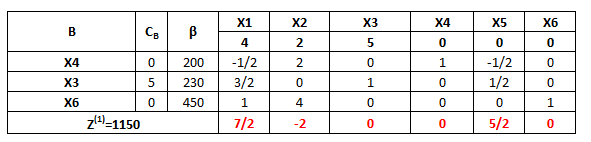 B C_B β X1 X2 X3 X4 X5 X6
4 2 5 0 0 0
X4 0 200 -1/2 2 0 1 -1/2 0
X3 5 230 3/2 0 1 0 1/2 0
X6 0 450 1 4 0 0 0 1
Z^(1)=1150 7/2 -2 0 0 5/2 0